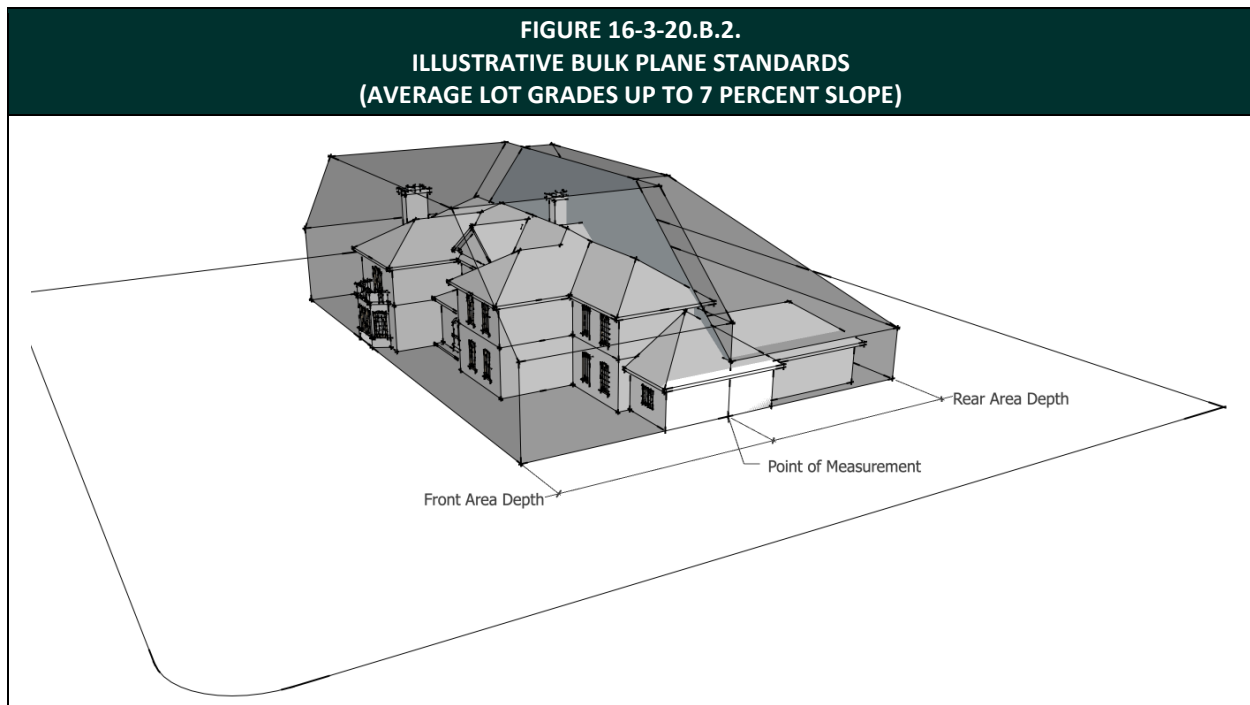 FIGURE 16-3-20.B.2.
ILLUSTRATIVE BULK PLANE STANDARDS
(AVERAGE LOT GRADES UP TO 7 PERCENT SLOPE)
Rear Area Depth
Point of Measurement
Front Area Depth